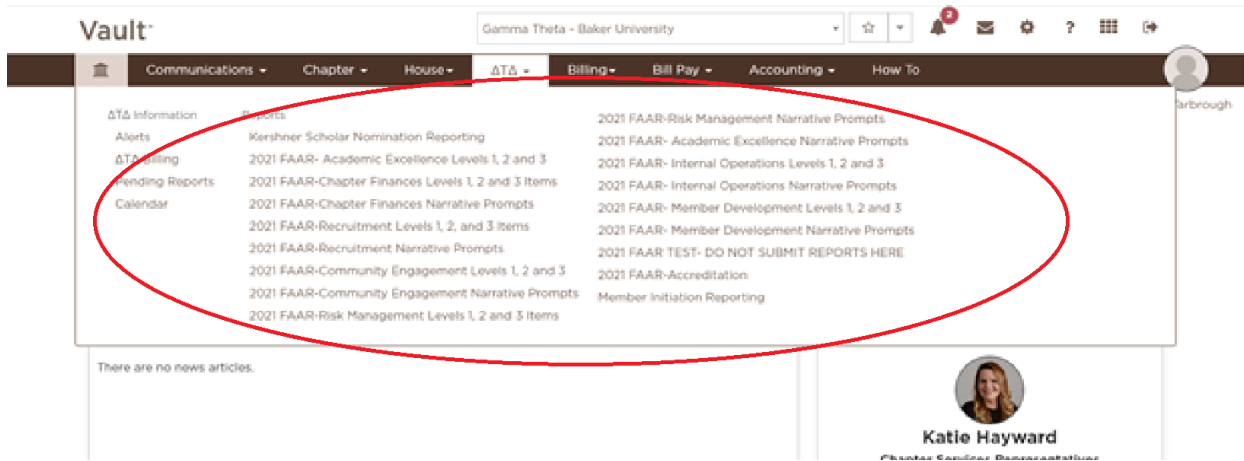 Vault
Gamma Theta - Baker University
2
?
Communications
Chapter
House
ΔΤΔ
Billing
Bill Pay
Accounting
How To
arbrough
ΔΤΔ Information
Alerts
ΔΤΔ Billing
Pending Reports
Calendar
Reports
Kershner Scholar Nomination Reporting
2021 FAAR- Academic Excellence Levels 1, 2 and 3
2021 FAAR-Chapter Finances Levels 1, 2 and 3 Items
2021 FAAR-Chapter Finances Narrative Prompts
2021 FAAR-Recruitment Levels 1, 2, and 3 Items
2021 FAAR-Recruitment Narrative Prompts
2021 FAAR-Community Engagement Levels 1, 2 and 3
2021 FAAR-Community Engagement Narrative Prompts
2021 FAAR-Risk Management Levels 1, 2 and 3 Items
2021 FAAR-Risk Management Narrative Prompts
2021 FAAR- Academic Excellence Narrative Prompts
2021 FAAR- Internal Operations Levels 1, 2 and 3
2021 FAAR- Internal Operations Narrative Prompts
2021 FAAR- Member Development Levels 1, 2 and 3
2021 FAAR- Member Development Narrative Prompts
2021 FAAR TEST- DO NOT SUBMIT REPORTS HERE
2021 FAAR-Accreditation
Member Initiation Reporting
There are no news articles.
Katie Hayward
Chapter Services Representatives